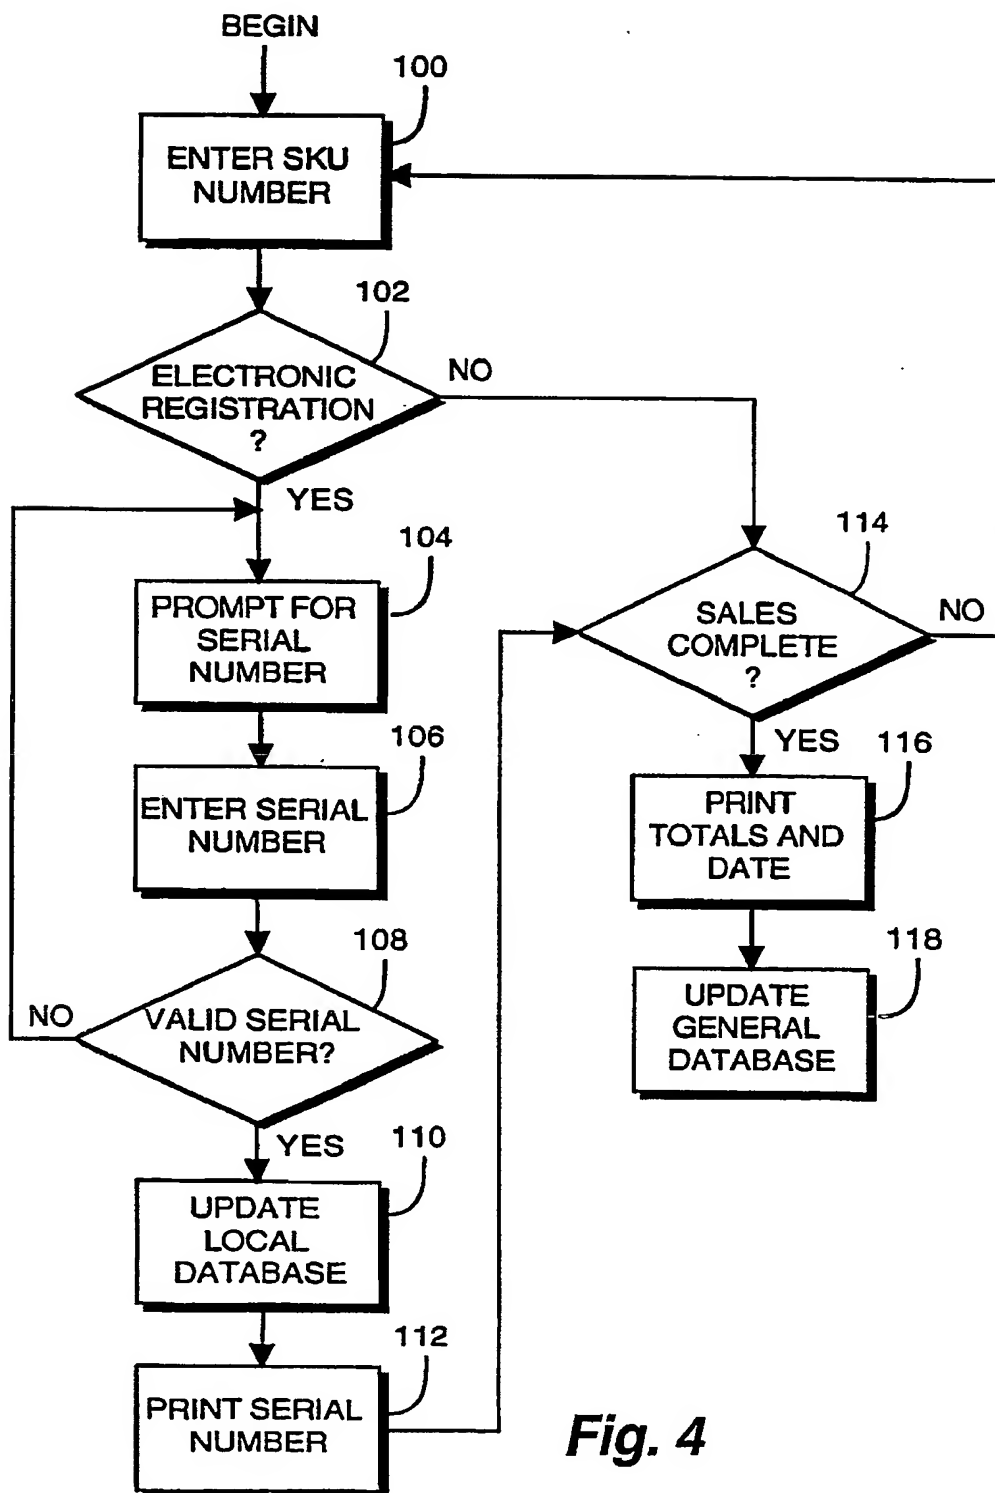 BEGIN
100
ENTER SKU
NUMBER
102
ELECTRONIC
REGISTRATION
?
NO
YES
104
PROMPT FOR
SERIAL
NUMBER
106
ENTER SERIAL
NUMBER
108
VALID SERIAL
NUMBER?
NO
YES
110
UPDATE
LOCAL
DATABASE
112
PRINT SERIAL
NUMBER
114
SALES
COMPLETE
?
NO
YES
116
PRINT
TOTALS AND
DATE
118
UPDATE
GENERAL
DATABASE
Fig. 4